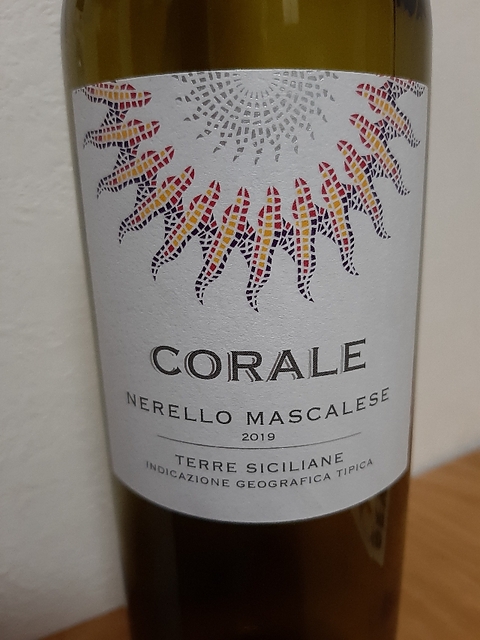 CORALE
NERELLO MASCALESE
2019
TERRE SICILIANE
INDICAZIONE GEOGRAFICA TIPICA